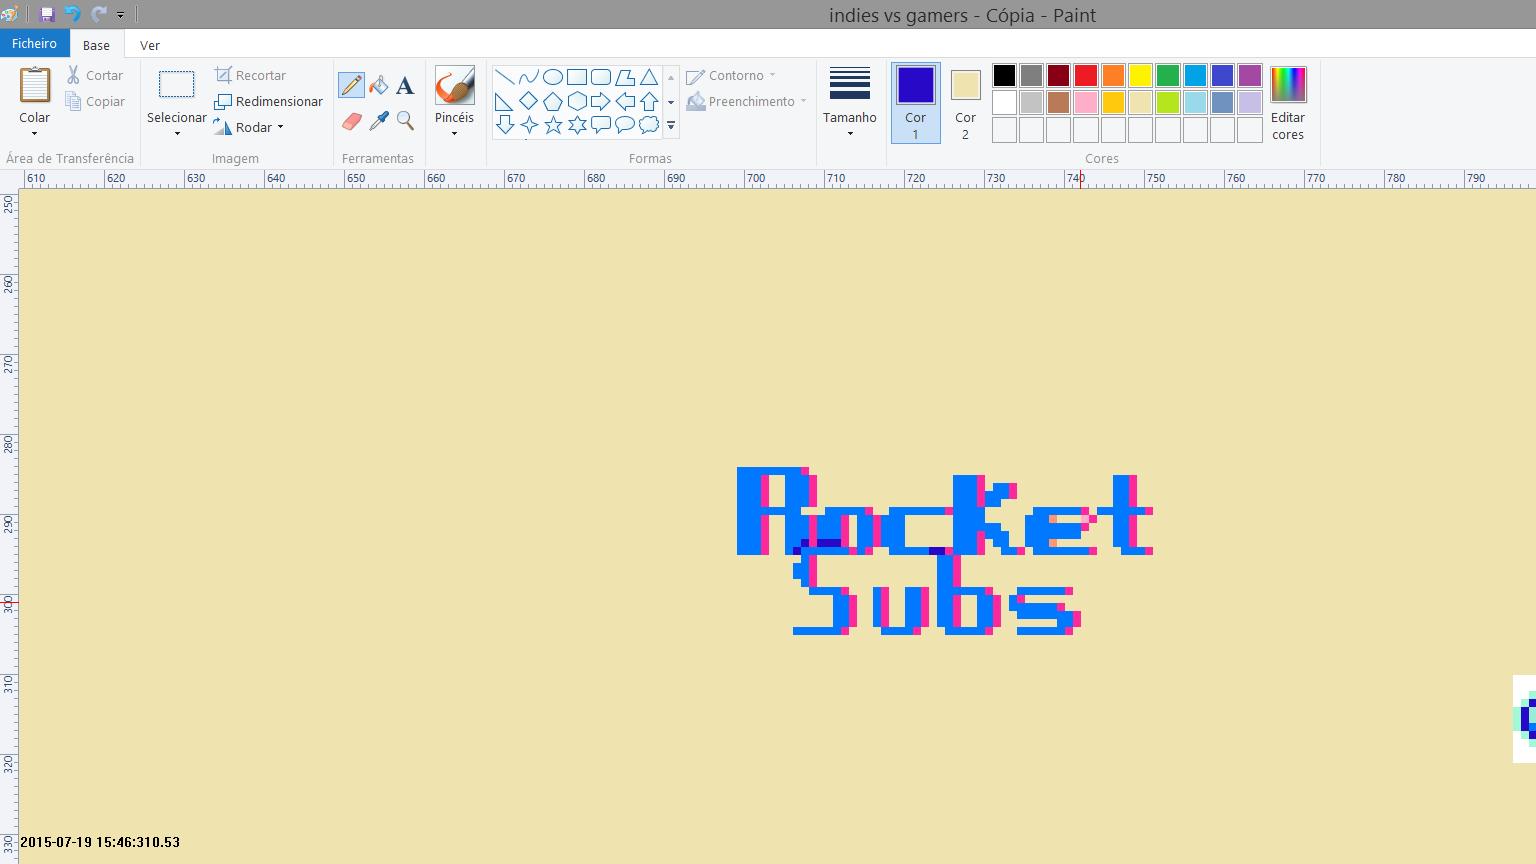 indies vs gamers - Cópia - Paint
Ficheiro Base Ver
Colar
Cortar
Copiar
Área de Transferência
Selecionar
Recortar
Redimensionar
Rodar
Imagem
A
Ferramentas
Pincéis
Contorno
Preenchimento
Formas
Tamanho
Cor
1
Cor
2
Editar
cores
Cores
610 620 630 640 650 660 670 680 690 700 710 720 730 740 750 760 770 780 790
250
260
270
280
290
300
310
320
330
Rocket
Subs
2015-07-19 15:46:310.53